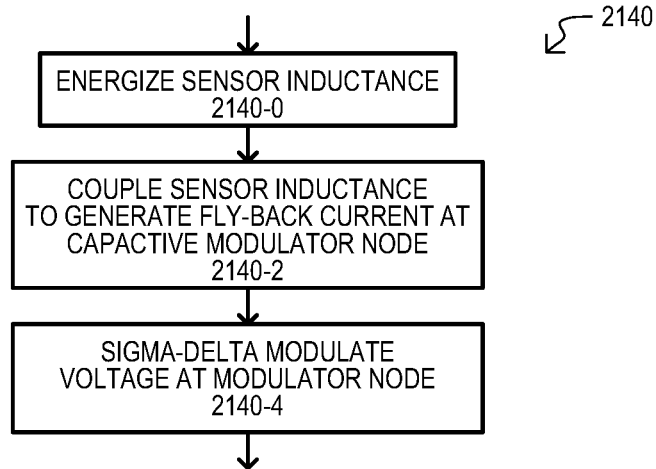 2140
ENERGIZE SENSOR INDUCTANCE
2140-0
COUPLE SENSOR INDUCTANCE
TO GENERATE FLY-BACK CURRENT AT
CAPACTIVE MODULATOR NODE
2140-2
SIGMA-DELTA MODULATE
VOLTAGE AT MODULATOR NODE
2140-4